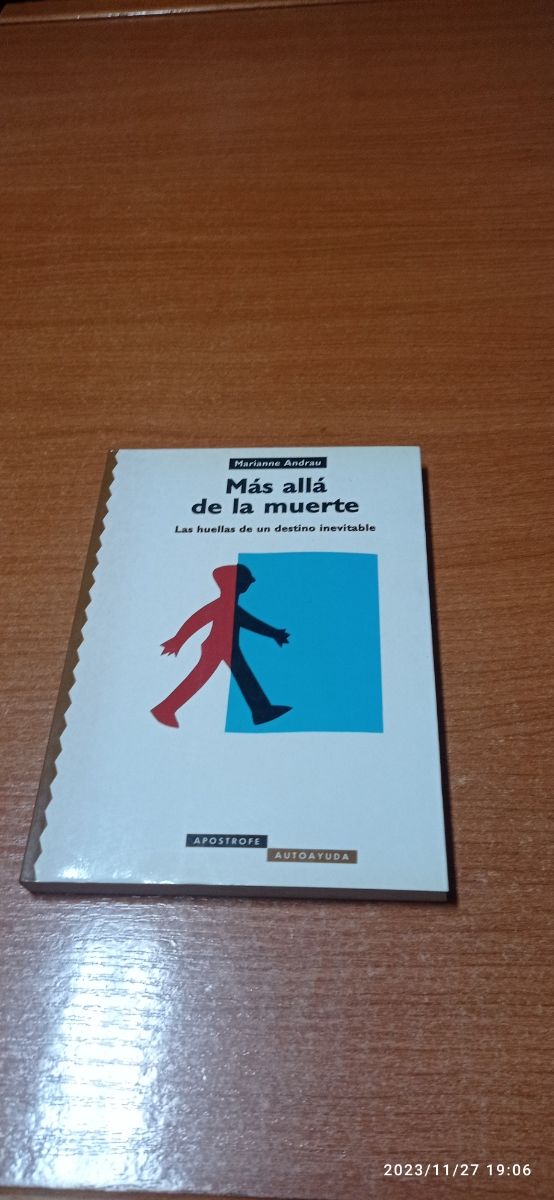 Marianne Andrau
Más allá
de la muerte
Las huellas de un destino inevitable
APOSTROFE
AUTOAYUDA
2023/11/27 19:06